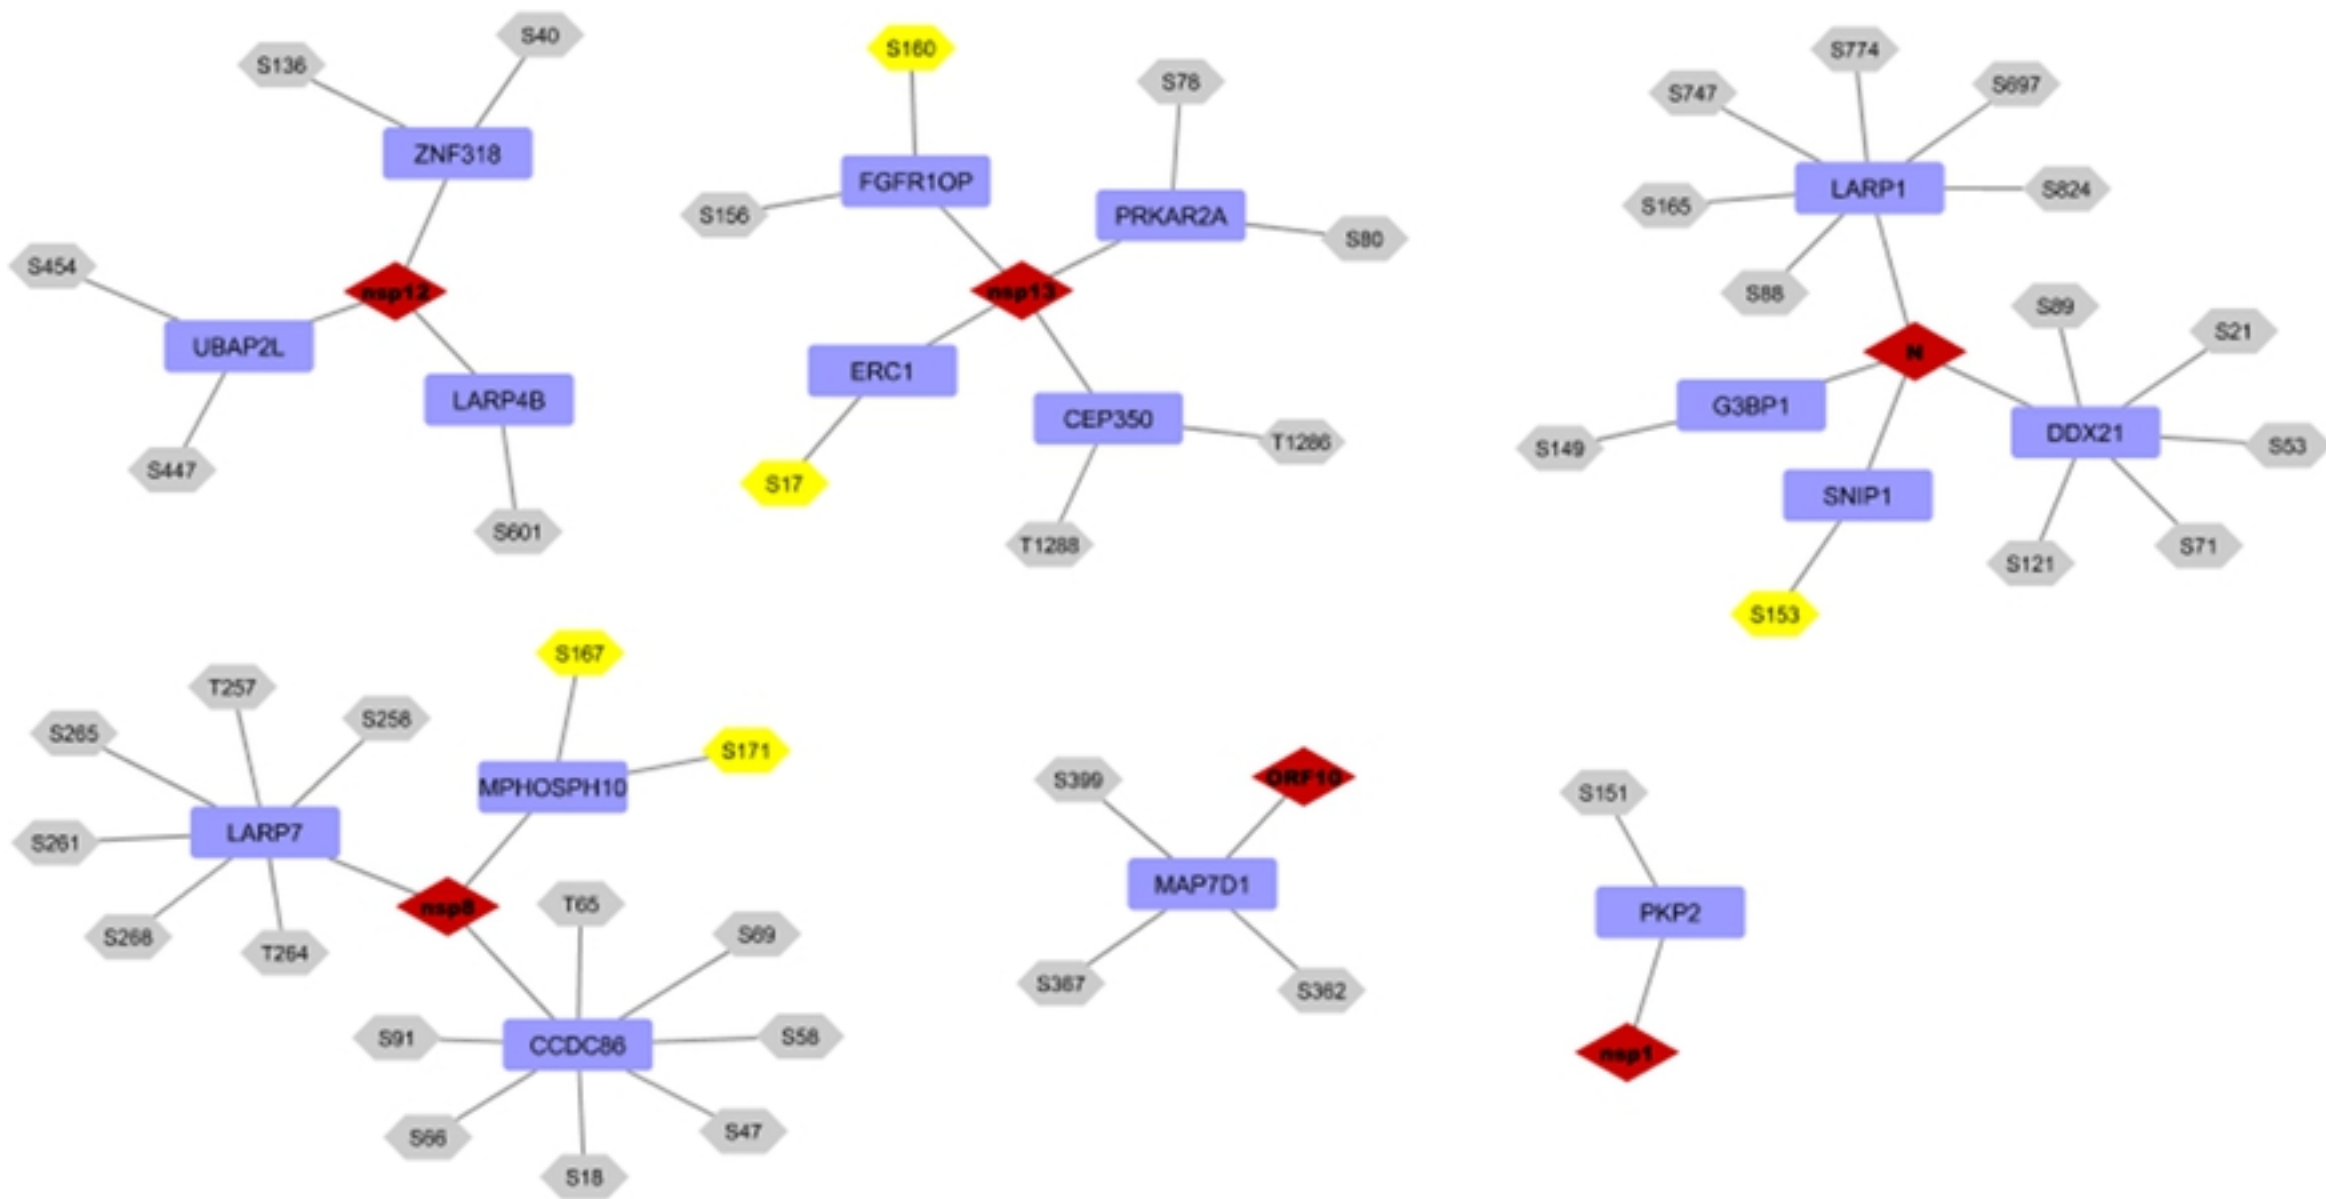 S136
S40
ZNF318
S454
nsp12
UBAP2L
LARP4B
S447
S601
S160
S78
FGFR1OP
PRKAR2A
S156
S80
nsp13
ERC1
CEP350
S17
T1286
T1288
S774
S747
S697
LARP1
S165
S824
S88
S89
S21
N
G3BP1
DDX21
S149
S53
SNIP1
S121
S71
S153
S167
T257
S265
S258
S171
MPHOSPH10
LARP7
S261
nsp8
S268
T264
T65
S69
S91
CCDC86
S58
S66
S47
S18
S399
ORF10
MAP7D1
S367
S362
S151
PKP2
nsp1